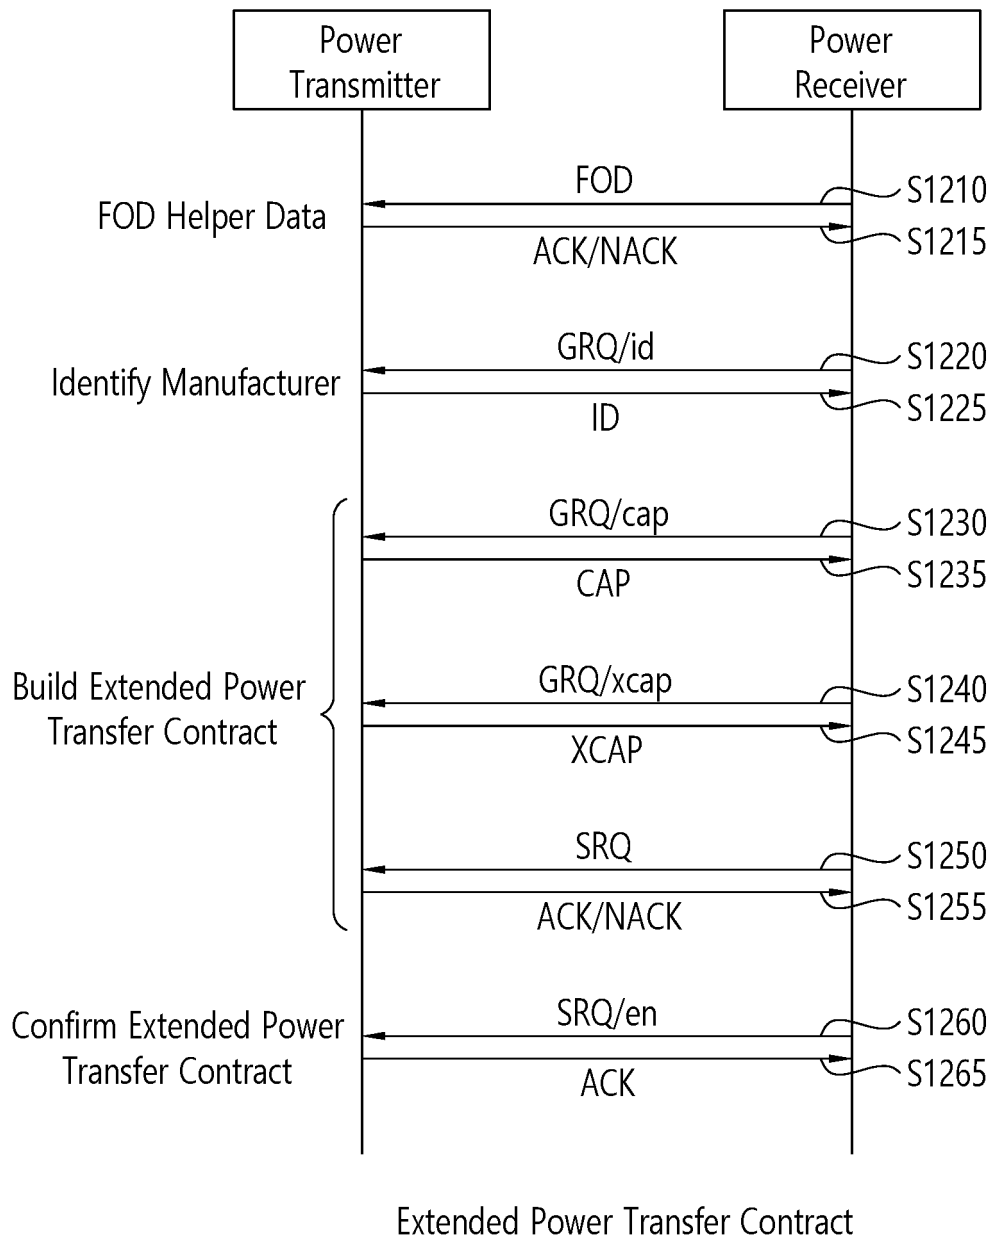 Power
Transmitter
Power
Receiver
FOD
S1210
FOD Helper Data
S1215
ACK/NACK
GRQ/id
S1220
Identify Manufacturer
S1225
ID
GRQ/cap
S1230
CAP
S1235
Build Extended Power
Transfer Contract
GRQ/xcap
S1240
XCAP
S1245
SRQ
S1250
ACK/NACK
S1255
Confirm Extended Power
Transfer Contract
SRQ/en
S1260
ACK
S1265
Extended Power Transfer Contract